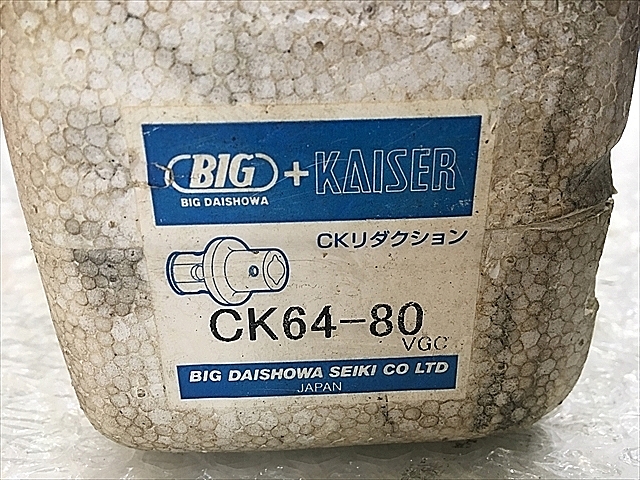 BIG + KAISER
BIG DAISHOWA
CKリダクション
CK64-80
VGC
BIG DAISHOWA SEIKI CO LTD
JAPAN